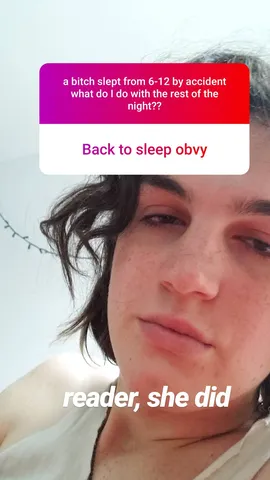 a bitch slept from 6-12 by accident
what do I do with the rest of the
night??
Back to sleep obvy
reader, she did